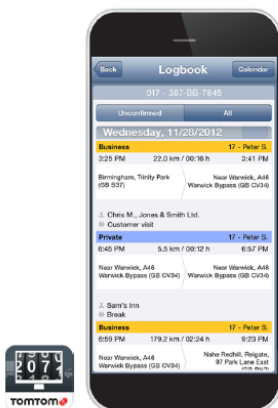 Back Logbook Calendar
017 - 387-BB-7845
Unconfirmed All
Wednesday, 11/28/2012
Business 17 - Peter S.
3:25 PM 22.0 km / 00:16 h 3:41 PM
Birmingham, Trinity Park Near Warwick, A46
(GB B37) Warwick Bypass (GB CV34)
Chris M., Jones & Smith Ltd.
Customer visit
Private 17 - Peter S.
6:45 PM 5.5 km / 00:12 h 6:57 PM
Near Warwick, A46 Near Warwick, A46
Warwick Bypass (GB CV34) Warwick Bypass (GB CV34)
Sam's Inn
Break
Business 17 - Peter S.
6:59 PM 179.2 km / 02:24 h 9:23 PM
Near Warwick, A46 Nahe Redhill, Reigate,
Warwick Bypass (GB CV34) 97 Park Lane East
2071
TOMTOM